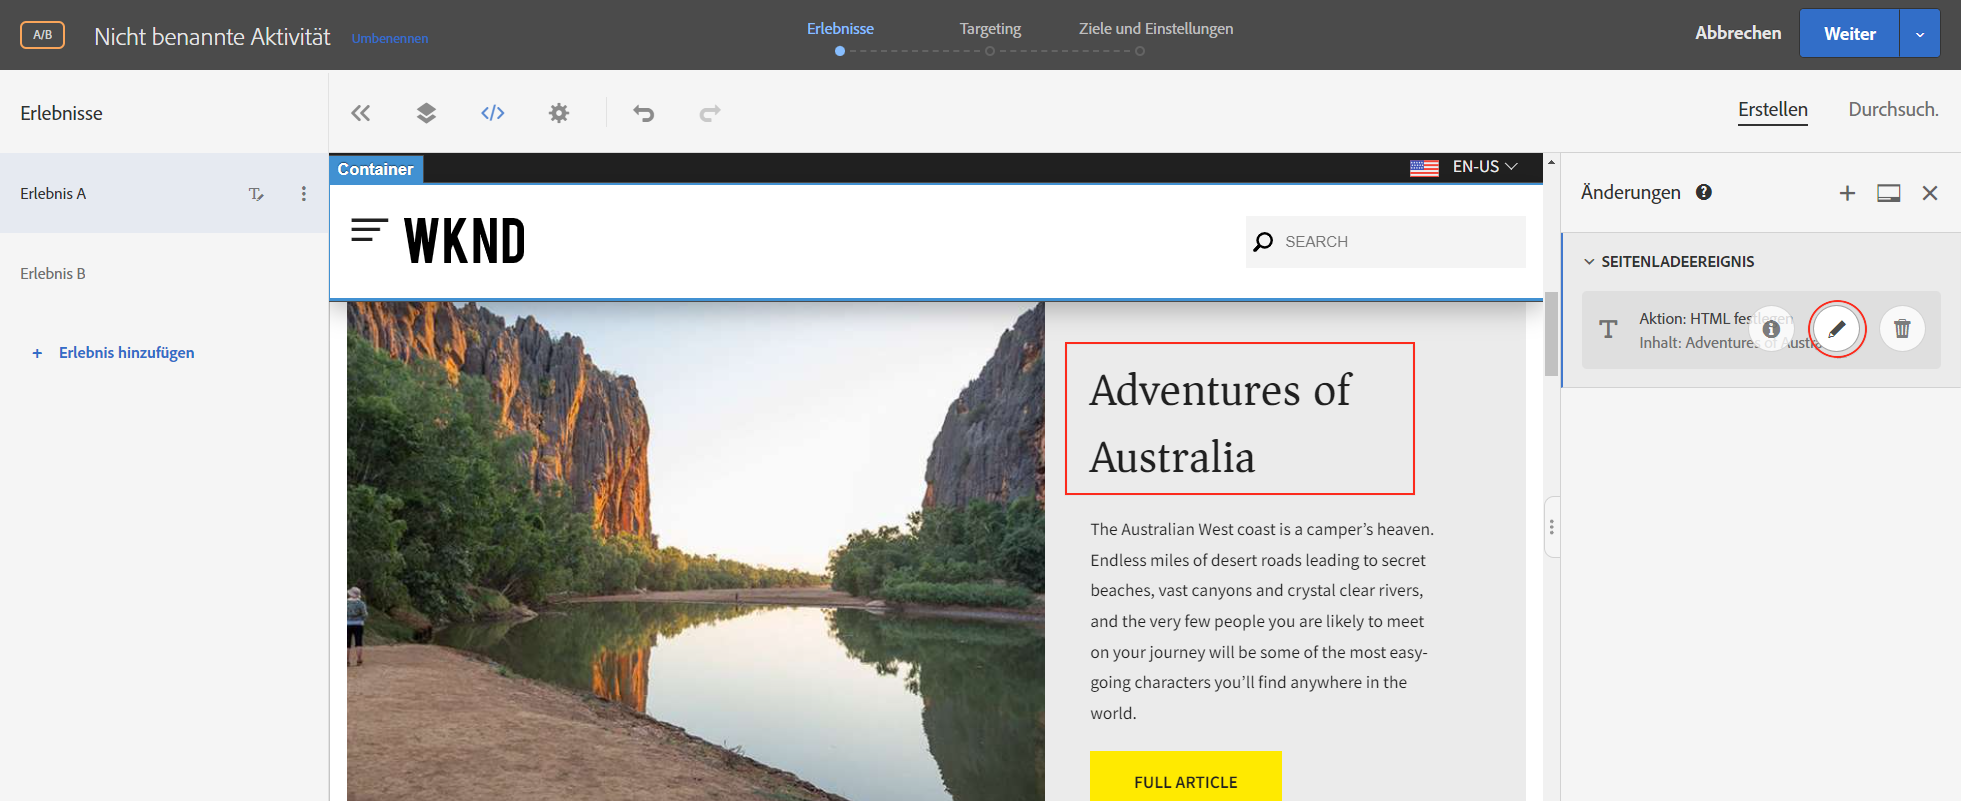 A/B
Nicht benannte Aktivität
Umbenennen
Erlebnisse
Targeting
Ziele und Einstellungen
Abbrechen
Weiter
Erlebnisse
Erstellen
Durchsuch.
Erlebnis A
Erlebnis B
+ Erlebnis hinzufügen
Container
EN-US
WKND
SEARCH
Adventures of
Australia
The Australian West coast is a camper’s heaven.
Endless miles of desert roads leading to secret
beaches, vast canyons and crystal clear rivers,
and the very few people you are likely to meet
on your journey will be some of the most easy-
going characters you’ll find anywhere in the
world.
FULL ARTICLE
Änderungen
SEITENLADEEREIGNIS
Aktion: HTML festlegen
Inhalt: Adventures of Austra